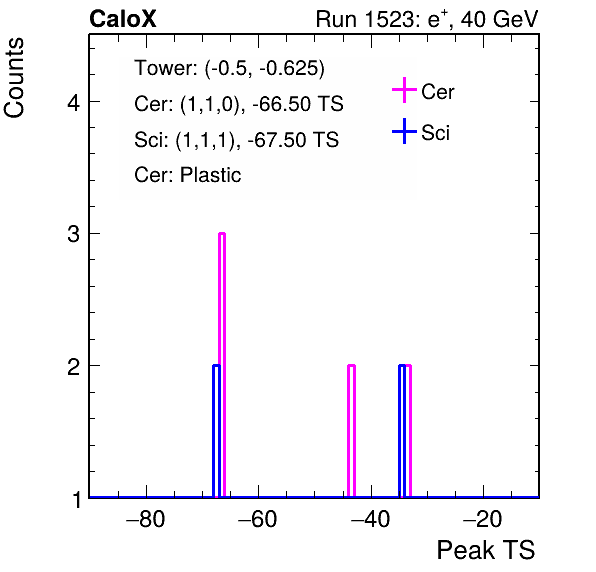 CaloX Run 1523: e⁺, 40 GeV
Counts
Tower: (-0.5, -0.625)
Cer: (1,1,0), -66.50 TS
Sci: (1,1,1), -67.50 TS
Cer: Plastic
Cer
Sci
4
3
2
1
−80 −60 −40 −20
Peak TS